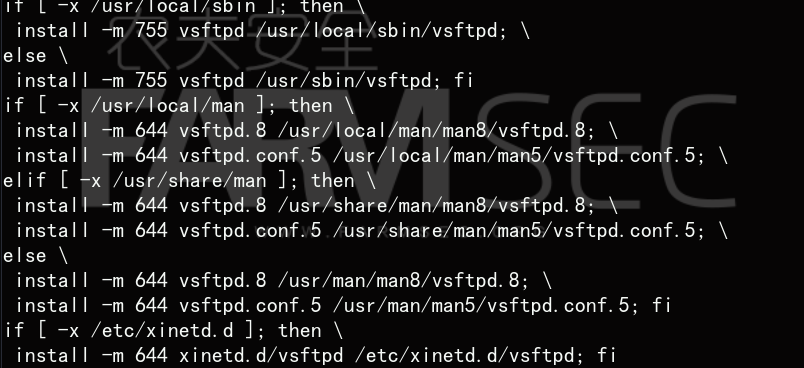 if [ -x /usr/local/sbin ]; then \
 install -m 755 vsftpd /usr/local/sbin/vsftpd; \
else \
 install -m 755 vsftpd /usr/sbin/vsftpd; fi
if [ -x /usr/local/man ]; then \
 install -m 644 vsftpd.8 /usr/local/man/man8/vsftpd.8; \
 install -m 644 vsftpd.conf.5 /usr/local/man/man5/vsftpd.conf.5; \
elif [ -x /usr/share/man ]; then \
 install -m 644 vsftpd.8 /usr/share/man/man8/vsftpd.8; \
 install -m 644 vsftpd.conf.5 /usr/share/man/man5/vsftpd.conf.5; \
else \
 install -m 644 vsftpd.8 /usr/man/man8/vsftpd.8; \
 install -m 644 vsftpd.conf.5 /usr/man/man5/vsftpd.conf.5; fi
if [ -x /etc/xinetd.d ]; then \
 install -m 644 xinetd.d/vsftpd /etc/xinetd.d/vsftpd; fi
农夫安全
FARMSEC